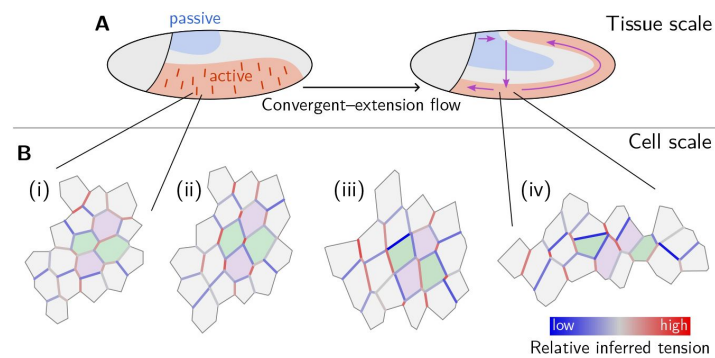 A
passive
active
Convergent–extension flow
Tissue scale
Cell scale
B
(i)
(ii)
(iii)
(iv)
low
high
Relative inferred tension